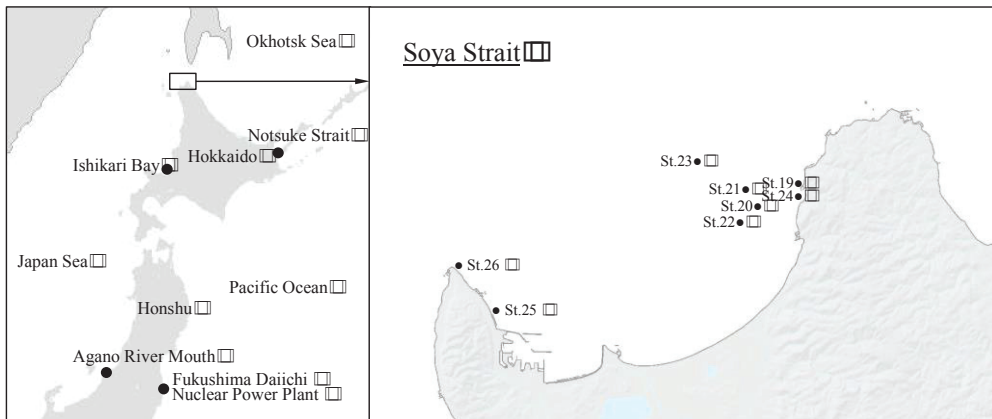 Okhotsk Sea
Notsuke Strait
Hokkaido
Ishikari Bay
Japan Sea
Pacific Ocean
Honshu
Agano River Mouth
Fukushima Daiichi
Nuclear Power Plant
Soya Strait
St.23
St.19
St.21
St.24
St.20
St.22
St.26
St.25